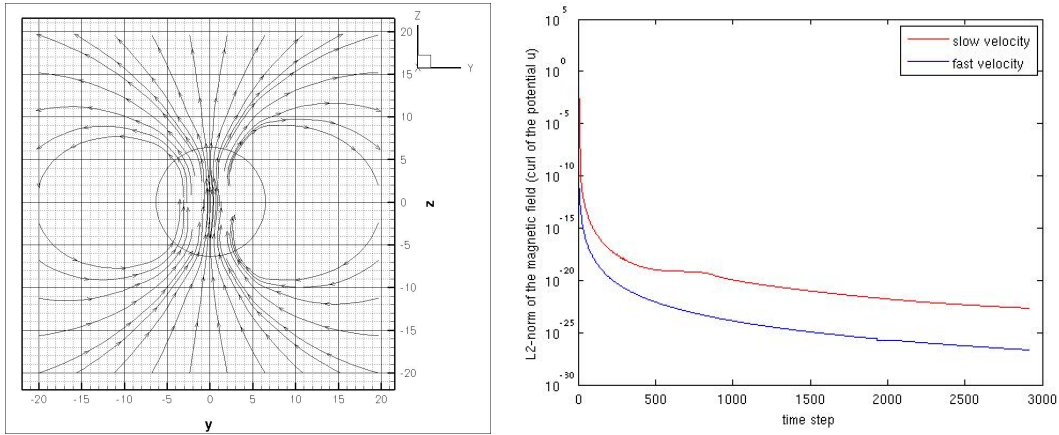 Z
X Y
20
15
10
5
0
-5
-10
-15
-20
z
-20 -15 -10 -5 0 5 10 15 20
y
10^5
10^0
10^-5
10^-10
10^-15
10^-20
10^-25
10^-30
L2-norm of the magnetic field (curl of the potential u)
slow velocity
fast velocity
0 500 1000 1500 2000 2500 3000
time step